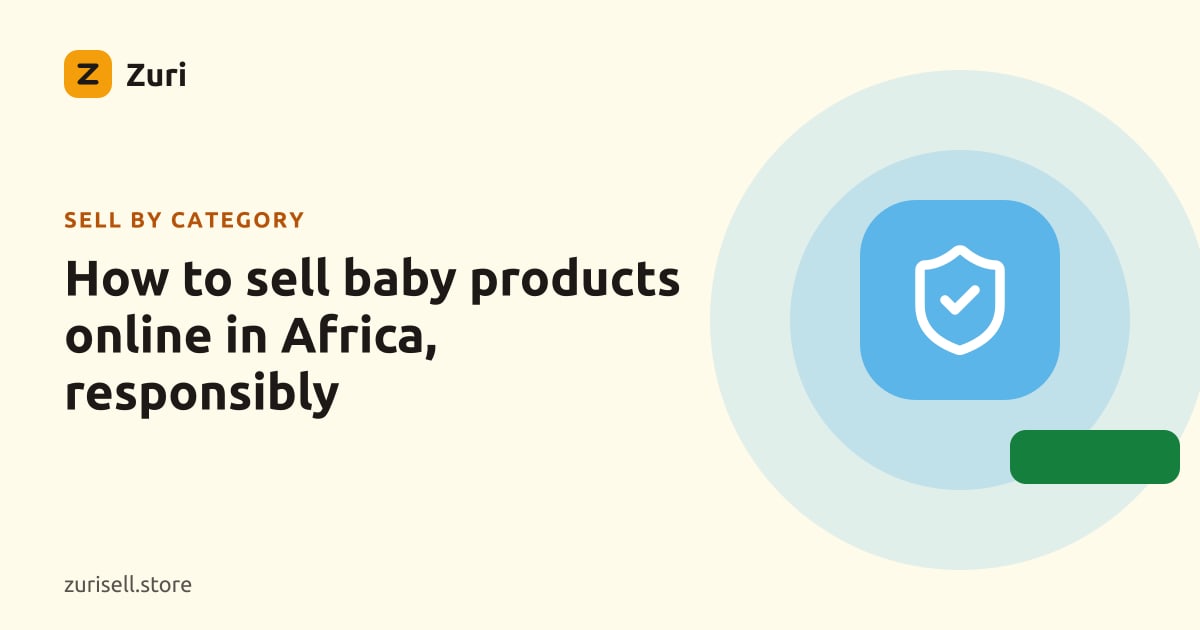 Z Zuri
SELL BY CATEGORY
How to sell baby products
online in Africa,
responsibly
zurisell.store